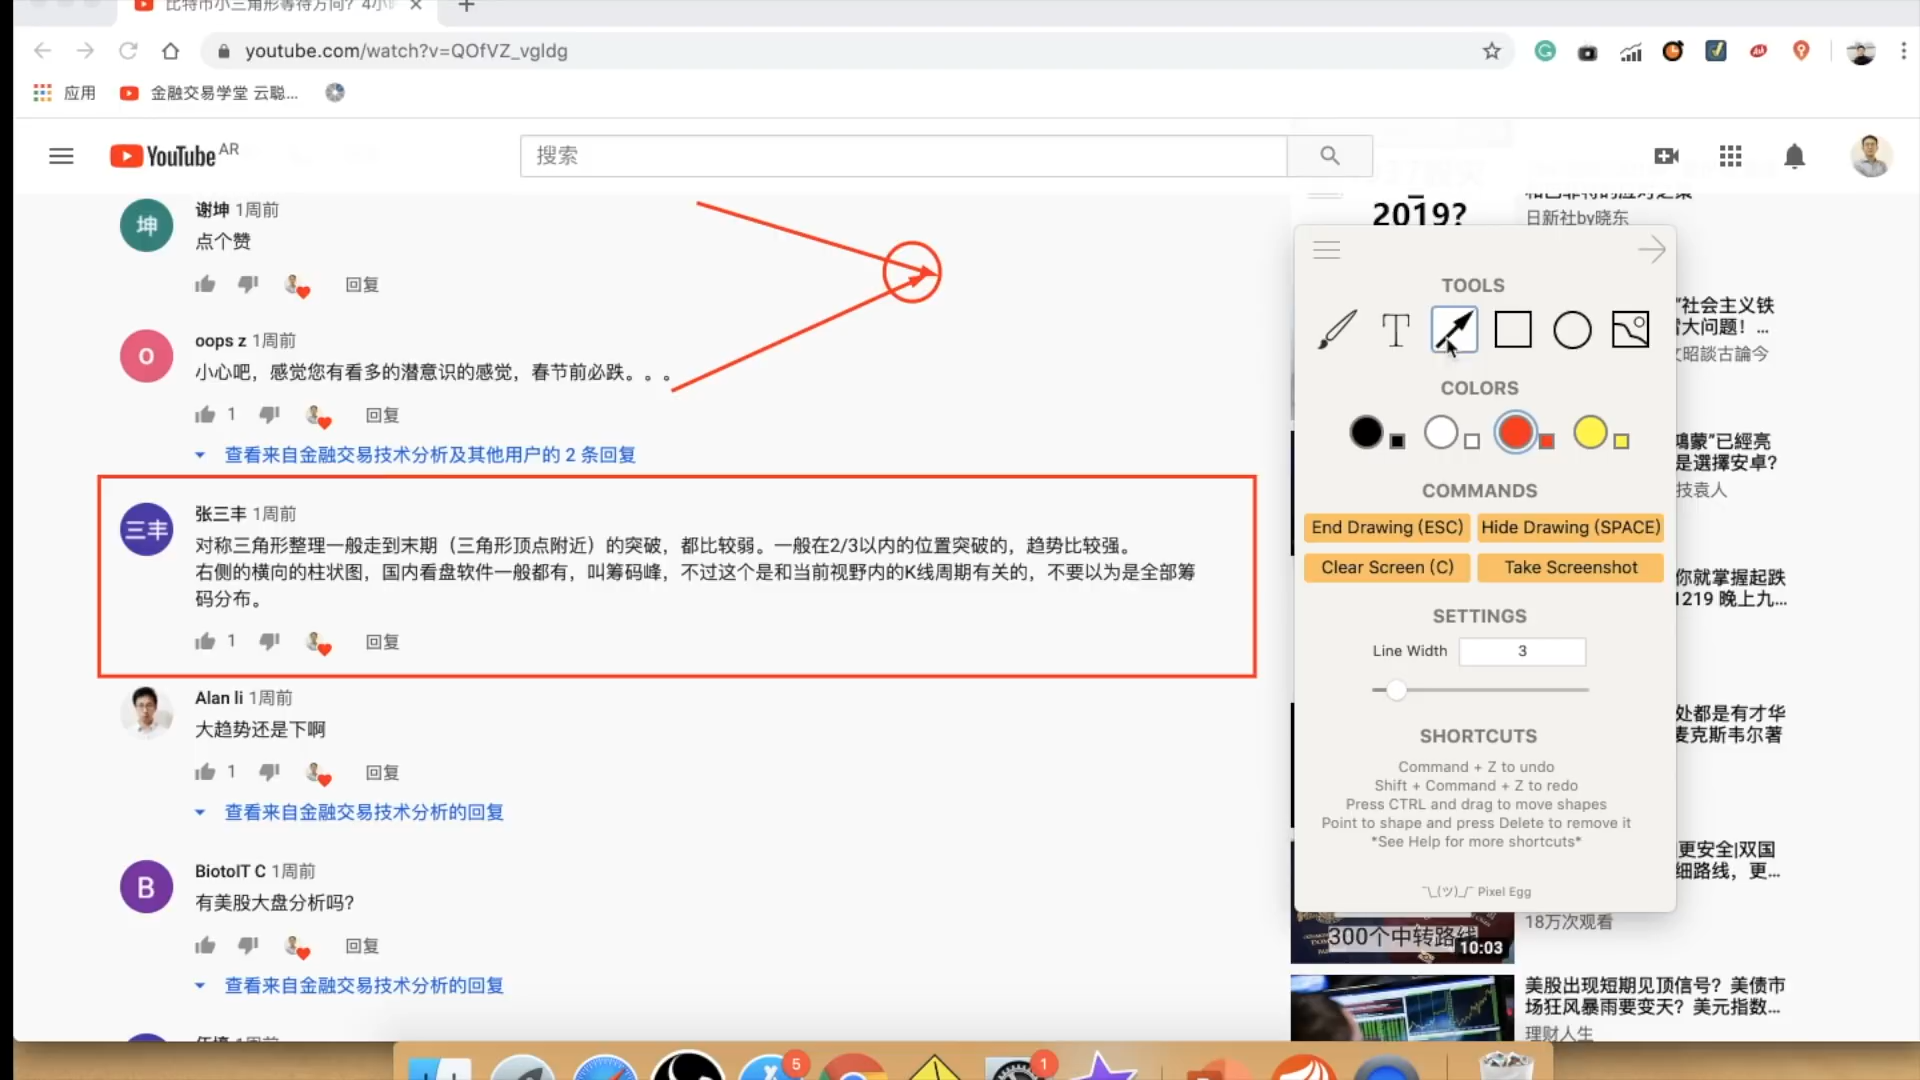 比特币小三角形等待方向？4小时
youtube.com/watch?v=QOfVZ_vgldg
应用
金融交易学堂 云聪...
YouTube AR
搜索
谢坤 1周前
点个赞
回复
oops z 1周前
小心吧，感觉您有看多的潜意识的感觉，春节前必跌。。。
1 回复
查看来自金融交易技术分析及其他用户的 2 条回复
张三丰 1周前
对称三角形整理一般走到末期（三角形顶点附近）的突破，都比较弱。一般在2/3以内的位置突破的，趋势比较强。
右侧的横向的柱状图，国内看盘软件一般都有，叫筹码峰，不过这个是和当前视野内的K线周期有关的，不要以为是全部筹
码分布。
1 回复
Alan li 1周前
大趋势还是下啊
1 回复
查看来自金融交易技术分析的回复
BiotoIT C 1周前
有美股大盘分析吗？
回复
查看来自金融交易技术分析的回复
坤
O
三丰
B
2019?
日新社by晓东
TOOLS
T
COLORS
COMMANDS
End Drawing (ESC) Hide Drawing (SPACE)
Clear Screen (C) Take Screenshot
SETTINGS
Line Width 3
SHORTCUTS
Command + Z to undo
Shift + Command + Z to redo
Press CTRL and drag to move shapes
Point to shape and press Delete to remove it
*See Help for more shortcuts*
¯\_(ツ)_/¯ Pixel Egg
“社会主义铁
大问题！...
文昭談古論今
鴻蒙”已經亮
是選擇安卓?
技袁人
你就掌握起跌
1219 晚上九...
处都是有才华
麦克斯韦尔著
更安全|双国
细路线，更...
18万次观看
300个中转路线
10:03
美股出现短期见顶信号？美债市
场狂风暴雨要变天？美元指数...
理财人生
5
1